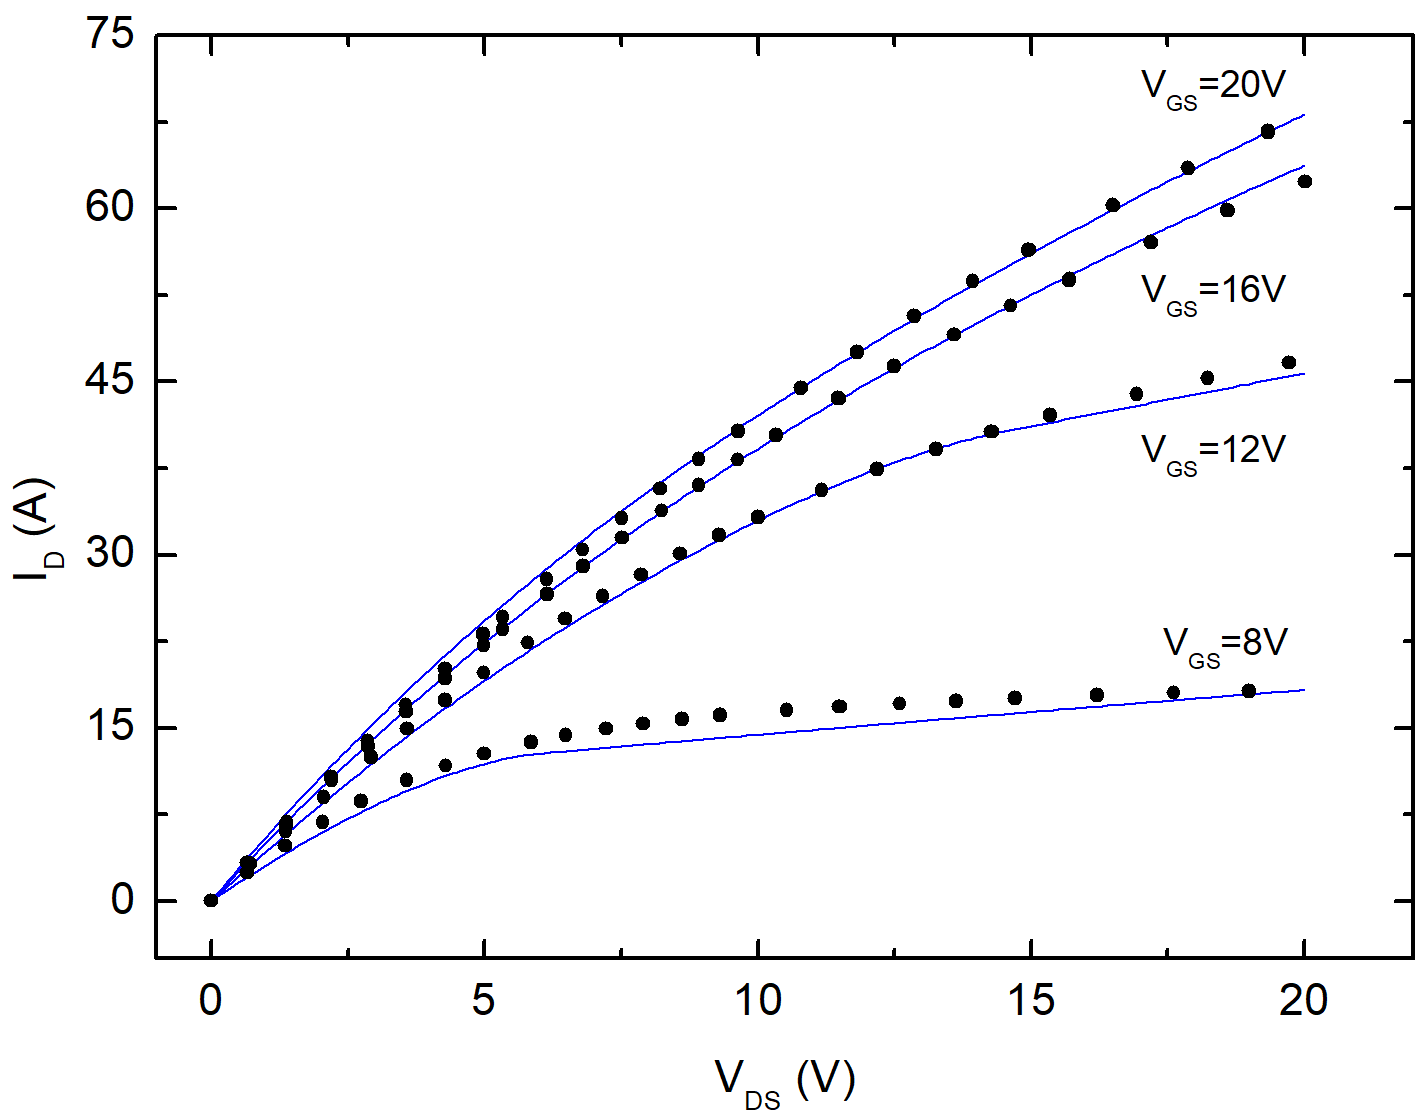 75
60
45
30
15
0
I_D (A)
V_GS=20V
V_GS=16V
V_GS=12V
V_GS=8V
0 5 10 15 20
V_DS (V)